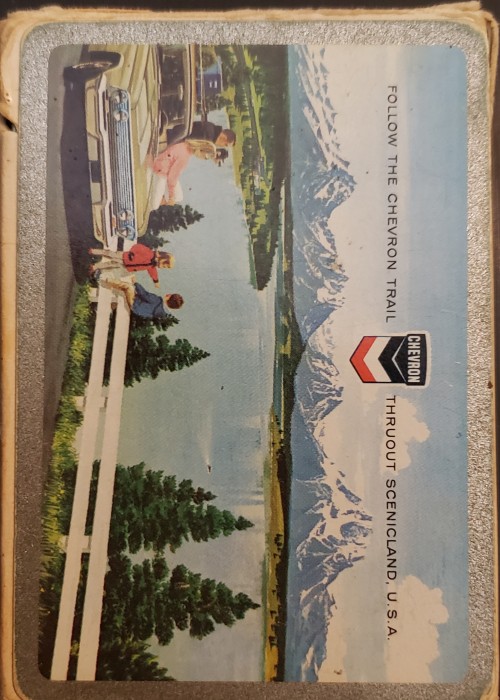 FOLLOW THE CHEVRON TRAIL
CHEVRON
THRUOUT SCENICLAND, U.S.A.